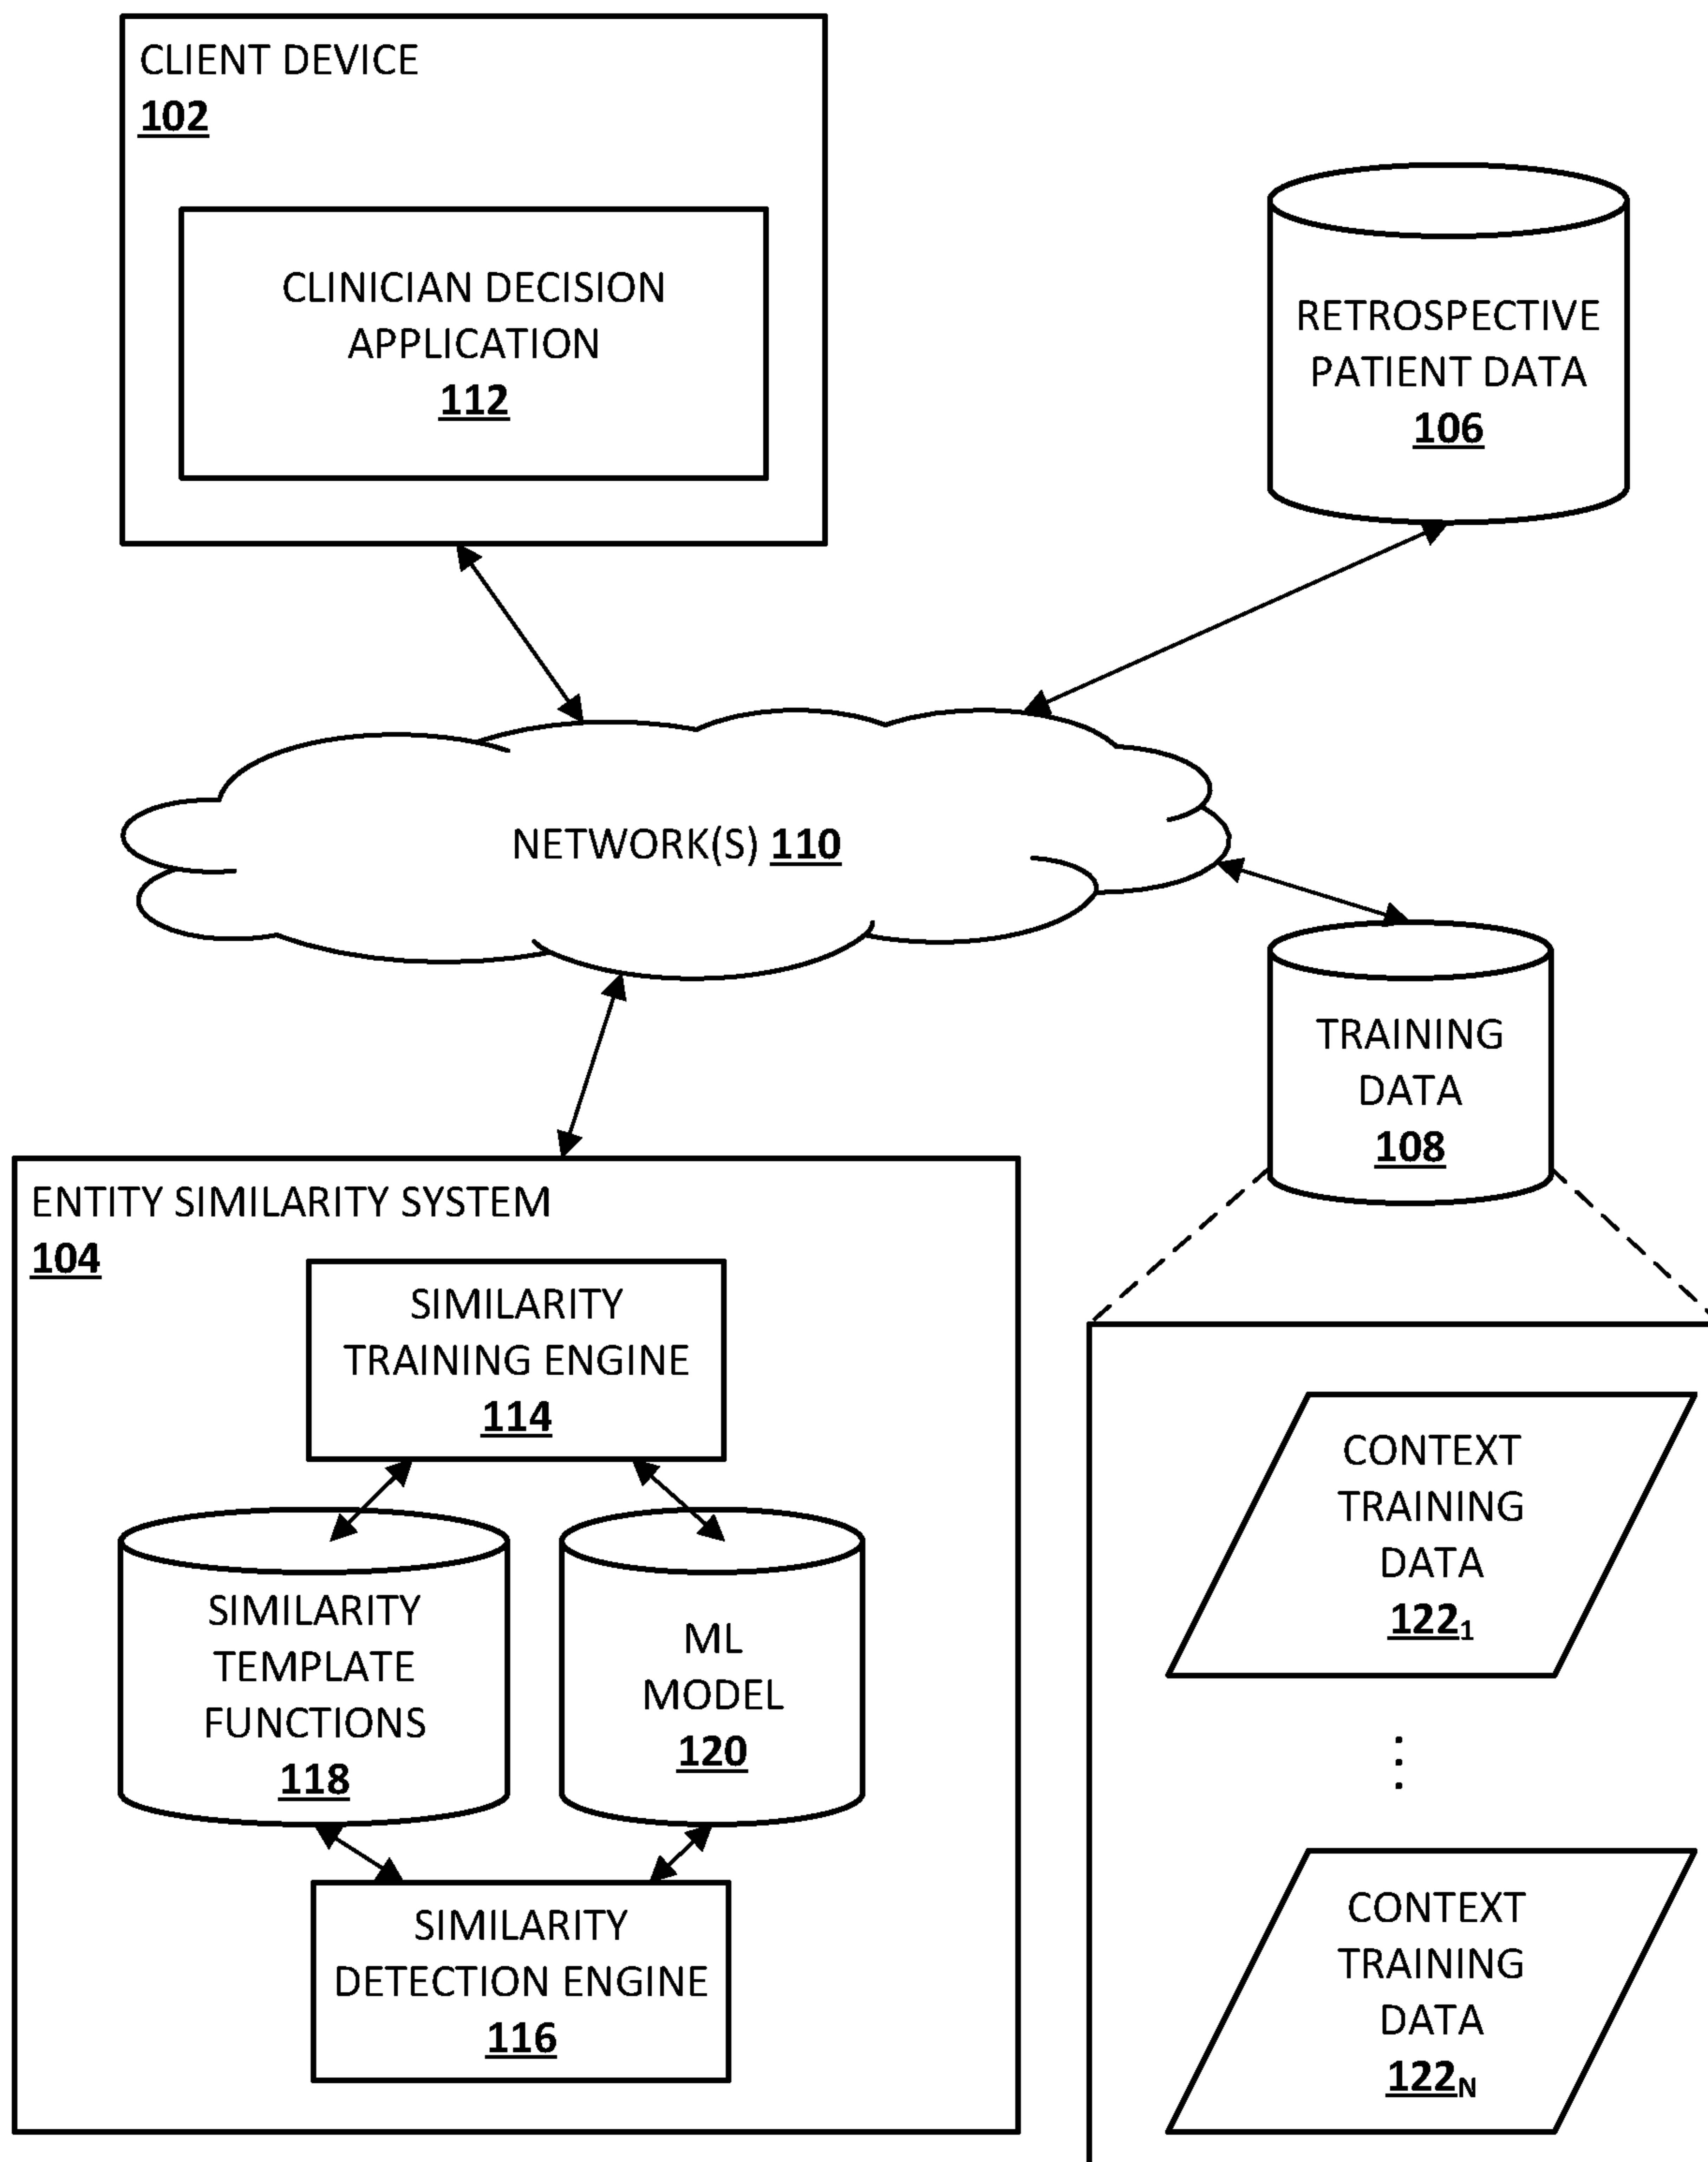 CLIENT DEVICE
102
CLINICIAN DECISION
APPLICATION
112
RETROSPECTIVE
PATIENT DATA
106
NETWORK(S) 110
TRAINING
DATA
108
ENTITY SIMILARITY SYSTEM
104
SIMILARITY
TRAINING ENGINE
114
SIMILARITY
TEMPLATE
FUNCTIONS
118
ML
MODEL
120
SIMILARITY
DETECTION ENGINE
116
CONTEXT
TRAINING
DATA
122₁
⋮
CONTEXT
TRAINING
DATA
122N